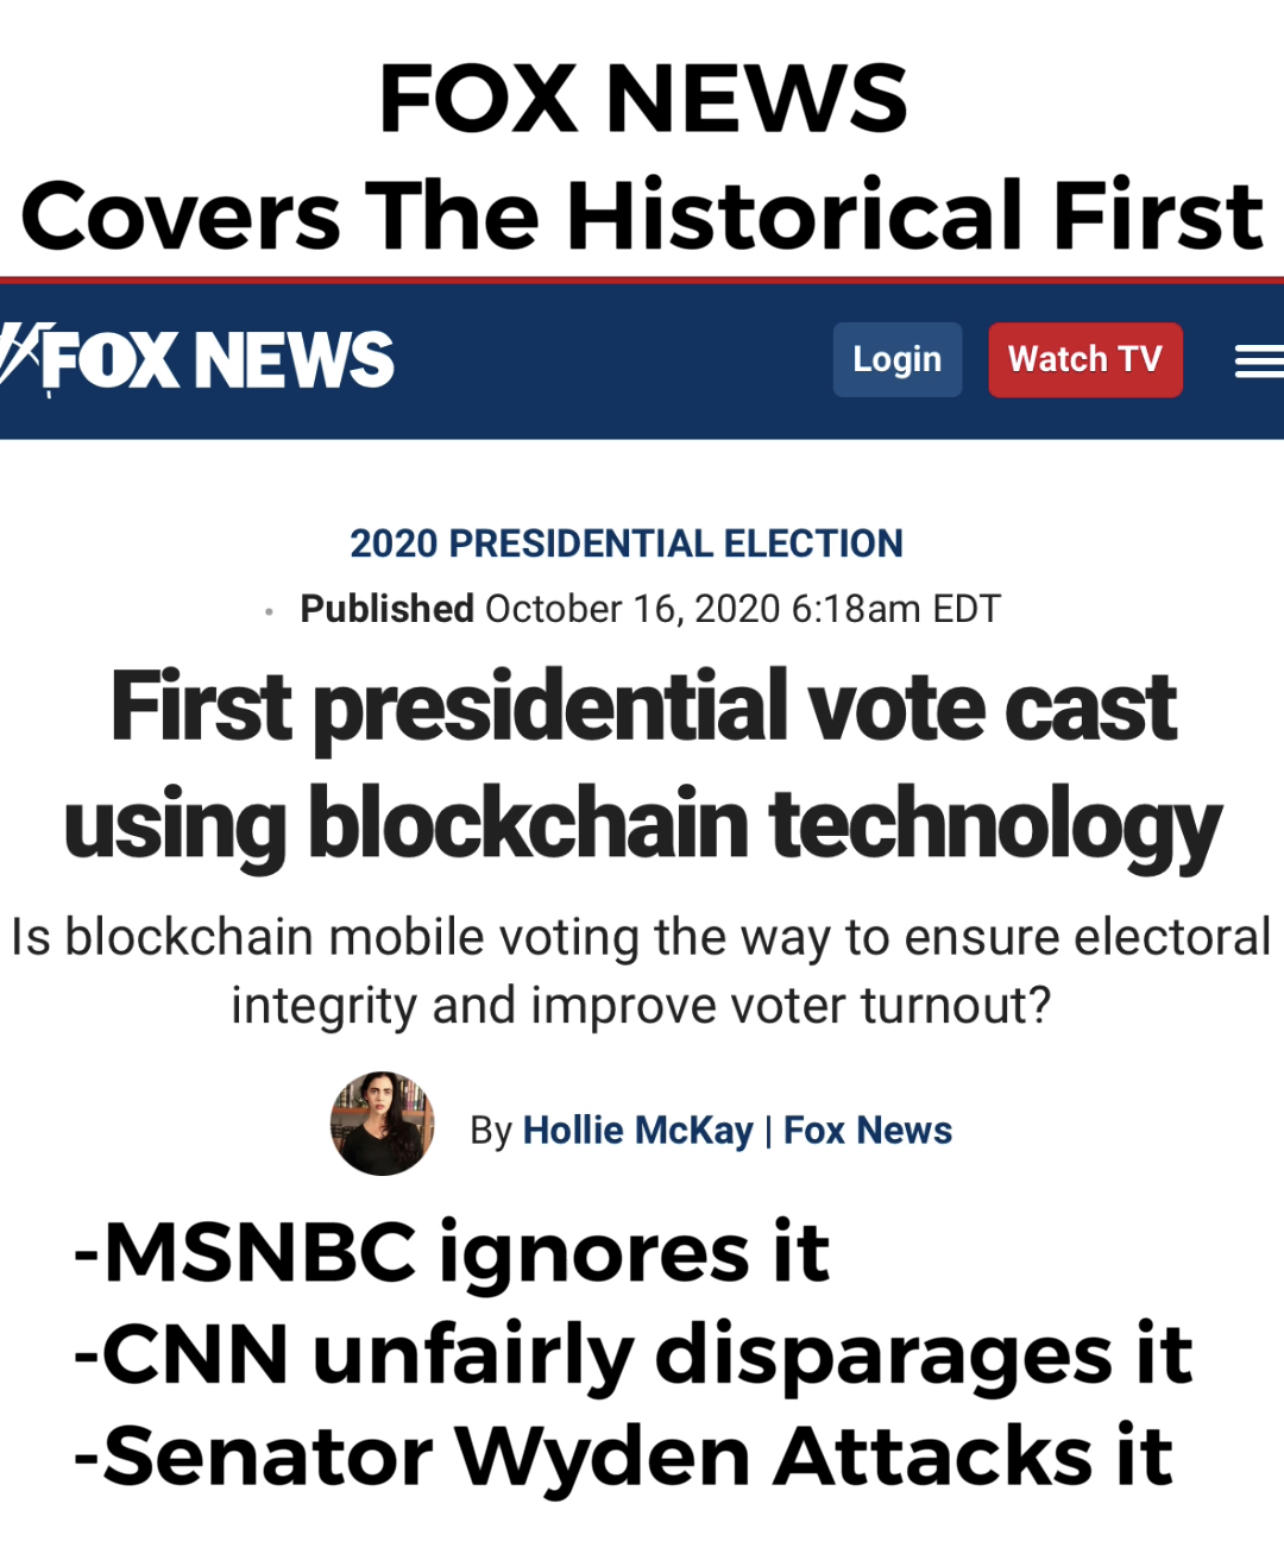 FOX NEWS
Covers The Historical First
FOX NEWS
Login
Watch TV
2020 PRESIDENTIAL ELECTION
· Published October 16, 2020 6:18am EDT
First presidential vote cast
using blockchain technology
Is blockchain mobile voting the way to ensure electoral
integrity and improve voter turnout?
By Hollie McKay | Fox News
-MSNBC ignores it
-CNN unfairly disparages it
-Senator Wyden Attacks it